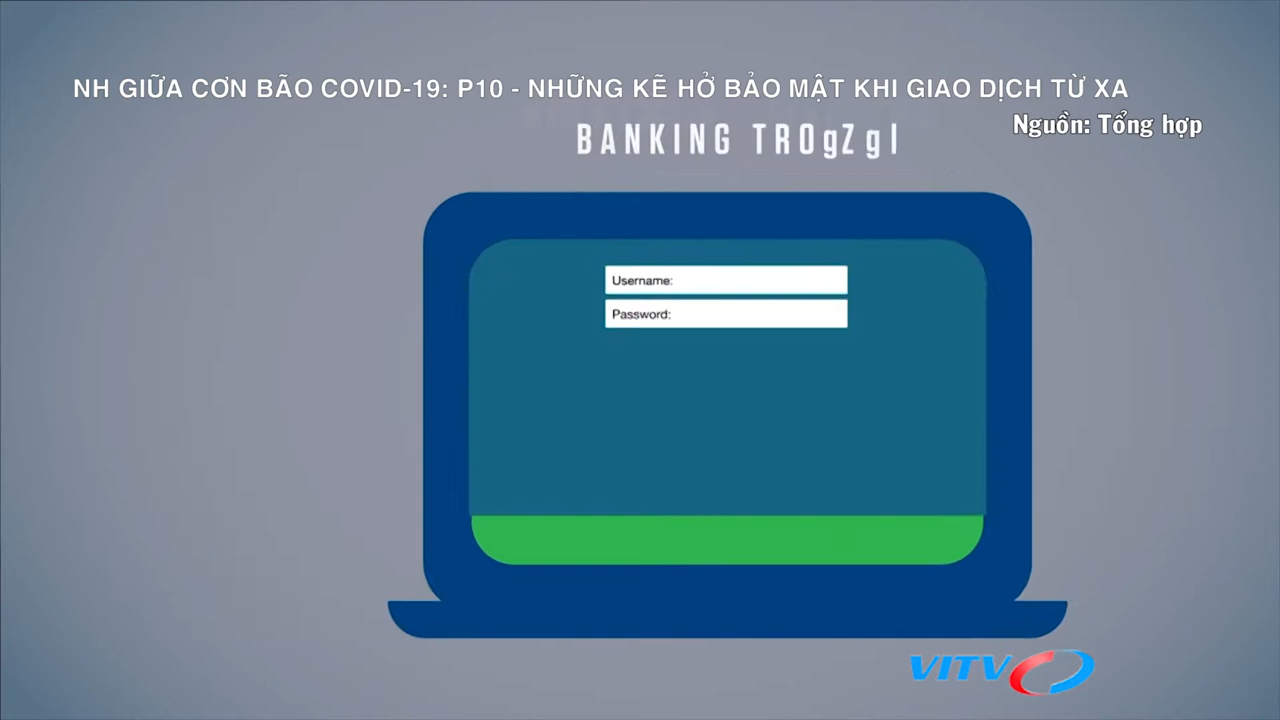 NH GIỮA CƠN BÃO COVID-19: P10 - NHỮNG KẼ HỞ BẢO MẬT KHI GIAO DỊCH TỪ XA
Nguồn: Tổng hợp
BANKING TROgZgl
Username:
Password:
VITV